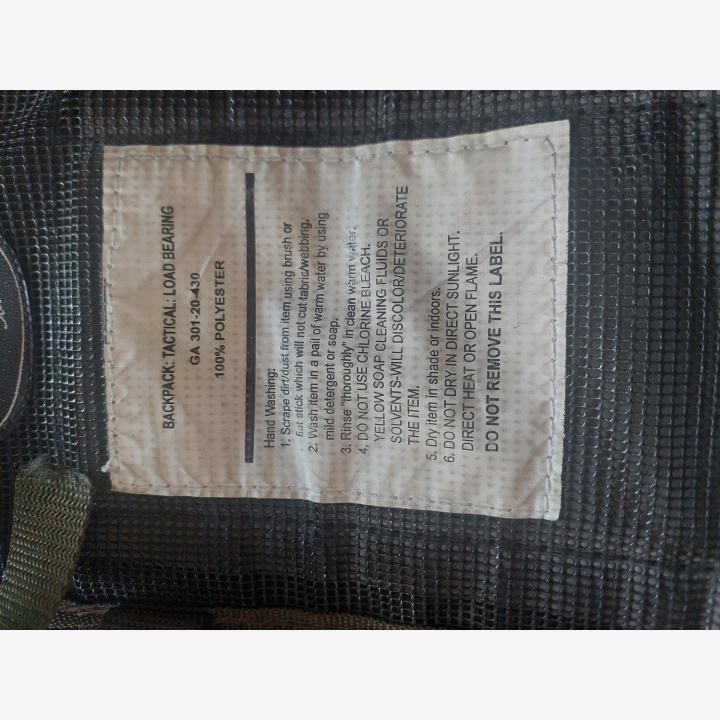 BACKPACK: TACTICAL: LOAD BEARING
GA 301-20-430
100% POLYESTER
Hand Washing:
1. Scrape dirt/dust from item using brush or
flat stick which will not cut fabric/webbing.
2. Wash item in a pail of warm water by using
mild detergent or soap.
3. Rinse "thoroughly" in clean warm water.
4. DO NOT USE CHLORINE BLEACH.
YELLOW SOAP CLEANING FLUIDS OR
SOLVENTS-WILL DISCOLOR/DETERIORATE
THE ITEM.
5. Dry item in shade or indoors.
6. DO NOT DRY IN DIRECT SUNLIGHT.
DIRECT HEAT OR OPEN FLAME.
DO NOT REMOVE THIS LABEL.